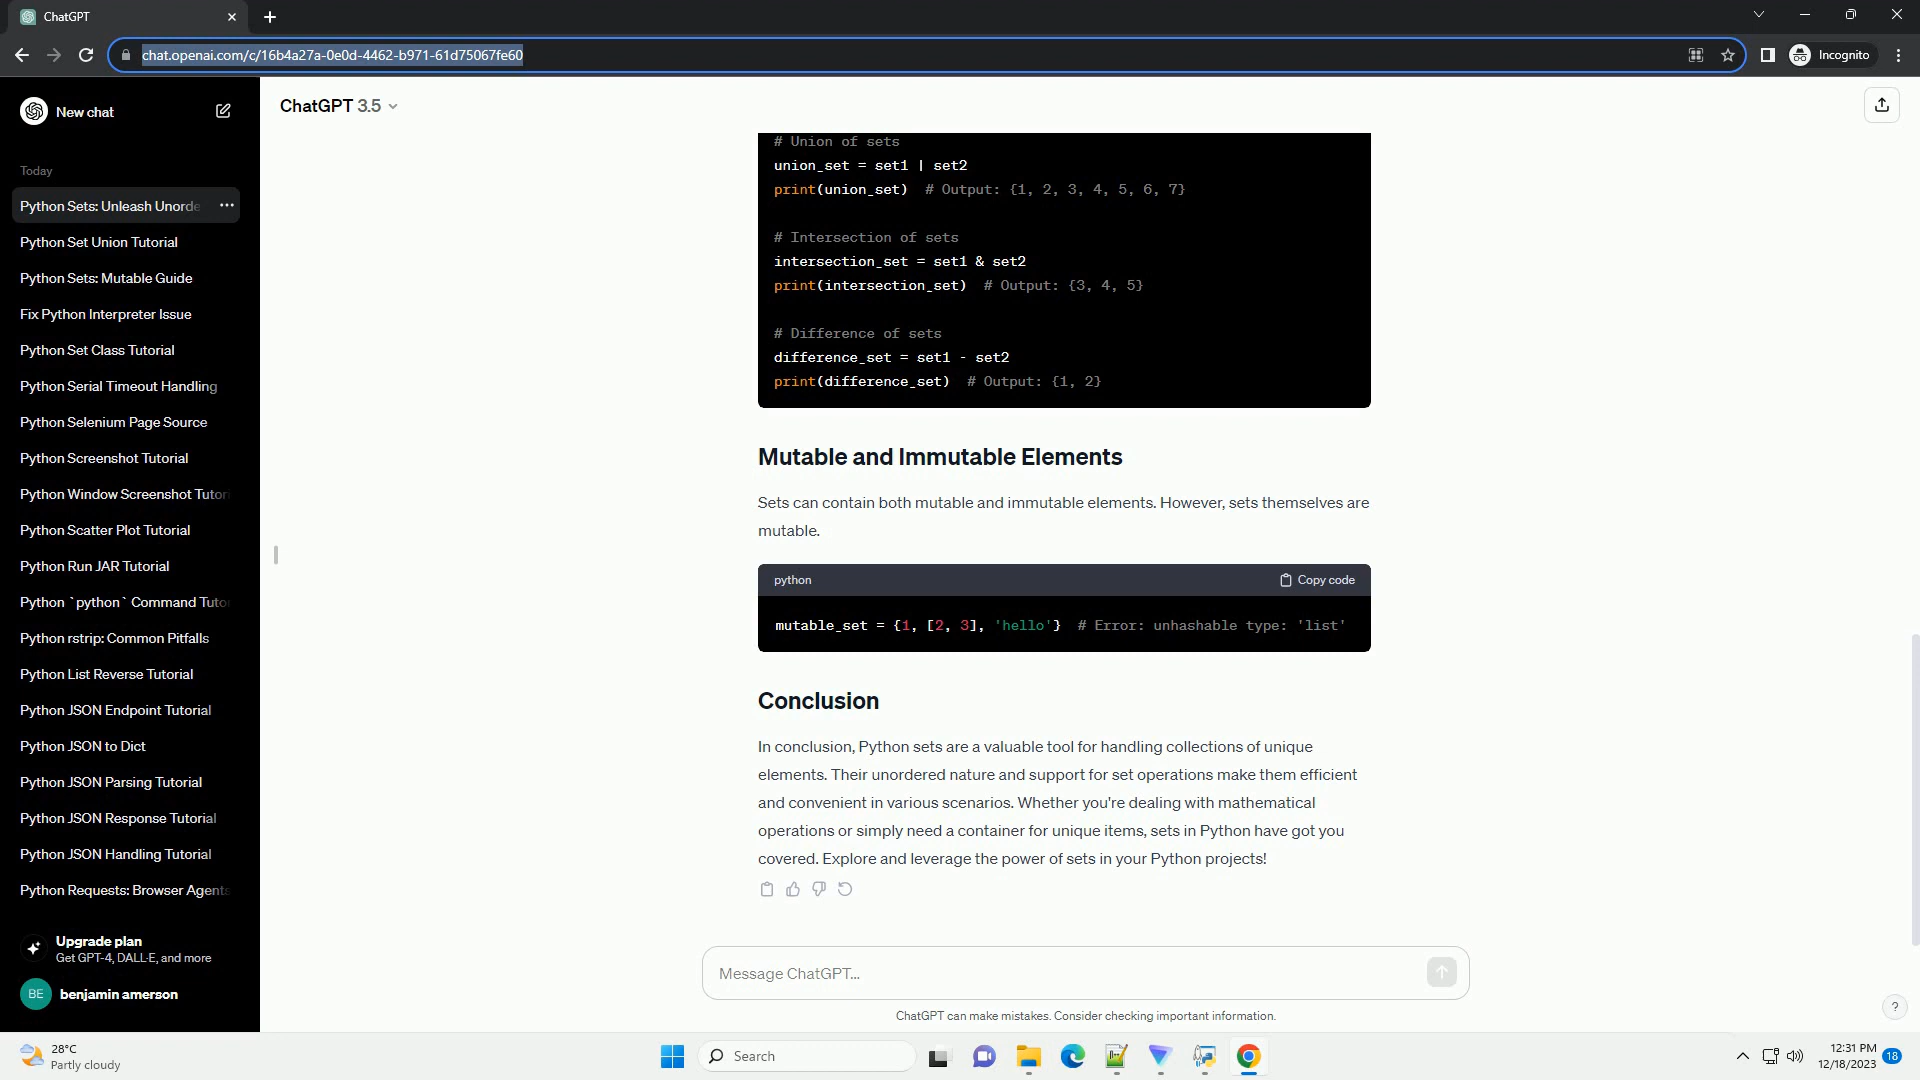 ChatGPT
chat.openai.com/c/16b4a27a-0e0d-4462-b971-61d75067fe60
Incognito
New chat
ChatGPT 3.5
Today
Python Sets: Unleash Unorde
Python Set Union Tutorial
Python Sets: Mutable Guide
Fix Python Interpreter Issue
Python Set Class Tutorial
Python Serial Timeout Handling
Python Selenium Page Source
Python Screenshot Tutorial
Python Window Screenshot Tutori
Python Scatter Plot Tutorial
Python Run JAR Tutorial
Python `python` Command Tutor
Python rstrip: Common Pitfalls
Python List Reverse Tutorial
Python JSON Endpoint Tutorial
Python JSON to Dict
Python JSON Parsing Tutorial
Python JSON Response Tutorial
Python JSON Handling Tutorial
Python Requests: Browser Agents
Upgrade plan
Get GPT-4, DALL·E, and more
BE
benjamin amerson
# Union of sets
union_set = set1 | set2
print(union_set)  # Output: {1, 2, 3, 4, 5, 6, 7}
# Intersection of sets
intersection_set = set1 & set2
print(intersection_set)  # Output: {3, 4, 5}
# Difference of sets
difference_set = set1 - set2
print(difference_set)  # Output: {1, 2}
Mutable and Immutable Elements
Sets can contain both mutable and immutable elements. However, sets themselves are
mutable.
python
Copy code
mutable_set = {1, [2, 3], 'hello'}  # Error: unhashable type: 'list'
Conclusion
In conclusion, Python sets are a valuable tool for handling collections of unique
elements. Their unordered nature and support for set operations make them efficient
and convenient in various scenarios. Whether you're dealing with mathematical
operations or simply need a container for unique items, sets in Python have got you
covered. Explore and leverage the power of sets in your Python projects!
Message ChatGPT...
ChatGPT can make mistakes. Consider checking important information.
?
28°C
Partly cloudy
Search
12:31 PM
12/18/2023
18